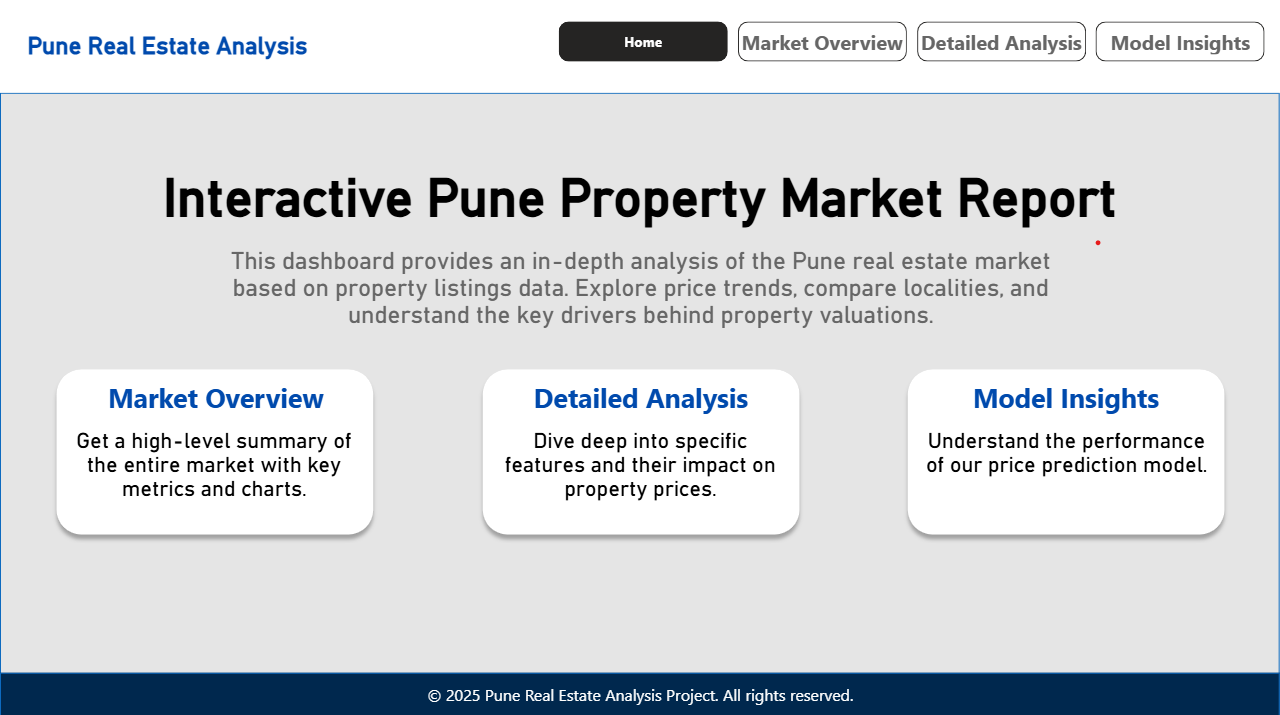 Pune Real Estate Analysis
Home
Market Overview
Detailed Analysis
Model Insights
Interactive Pune Property Market Report
This dashboard provides an in-depth analysis of the Pune real estate market
based on property listings data. Explore price trends, compare localities, and
understand the key drivers behind property valuations.
Market Overview
Get a high-level summary of
the entire market with key
metrics and charts.
Detailed Analysis
Dive deep into specific
features and their impact on
property prices.
Model Insights
Understand the performance
of our price prediction model.
© 2025 Pune Real Estate Analysis Project. All rights reserved.